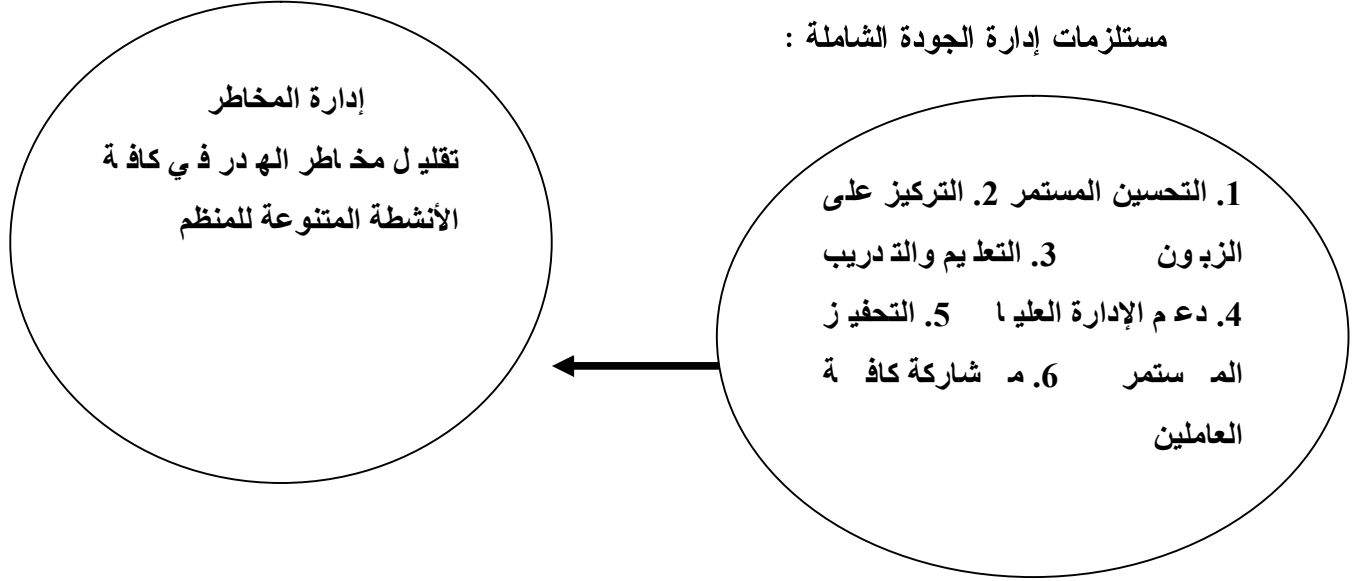 مستلزمات إدارة الجودة الشاملة :
1. التحسين المستمر 2. التركيز على
الزبون 3. التعليم والتدريب
4. دعم الإدارة العليا 5. التحفيز
المستمر 6. مشاركة كافة
العاملين
إدارة المخاطر
تقليل مخاطر الهدر في كافة
الأنشطة المتنوعة للمنظم